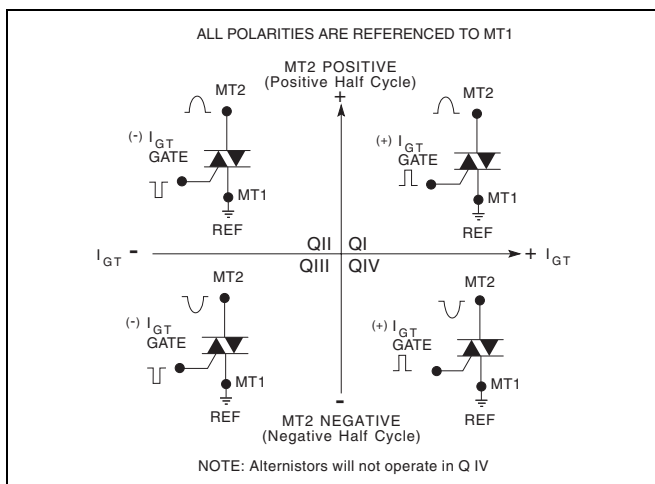 ALL POLARITIES ARE REFERENCED TO MT1
MT2 POSITIVE
(Positive Half Cycle)
+
MT2
(-) IGT
GATE
MT1
REF
MT2
(+) IGT
GATE
MT1
REF
IGT -
QII QI
QIII QIV
+ IGT
MT2
(-) IGT
GATE
MT1
REF
MT2
(+) IGT
GATE
MT1
REF
-
MT2 NEGATIVE
(Negative Half Cycle)
NOTE: Alternistors will not operate in Q IV